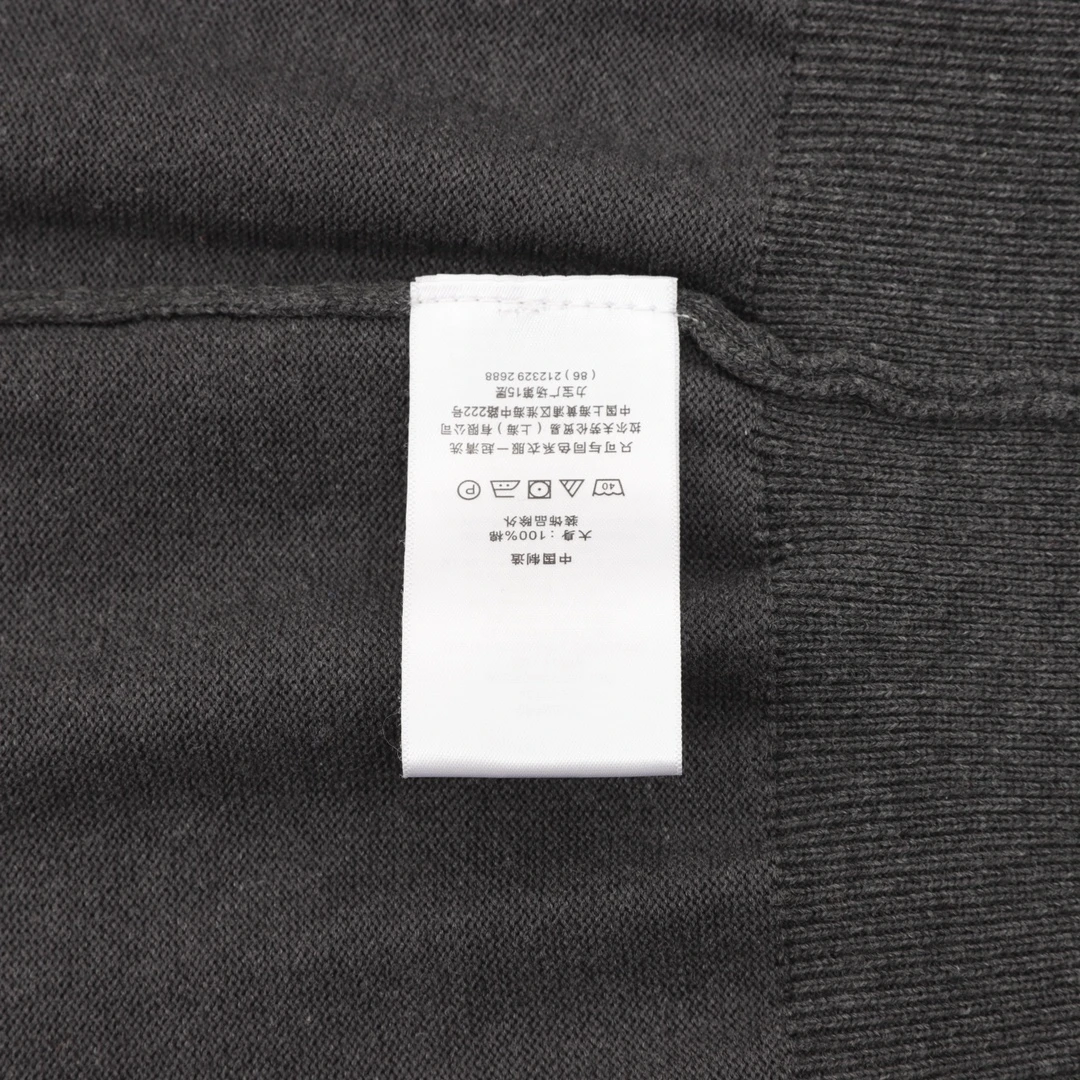 中国制造
大身：100%棉
装饰品除外
40
P
只可与同色系衣服一起清洗
拉尔夫劳伦贸易（上海）有限公司
中国上海黄浦区淮海中路222号
力宝广场第15层
(86) 212329 2688